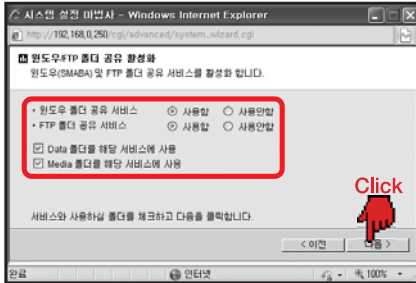 시스템 설정 마법사 - Windows Internet Explorer
http://192,168,0,250/cgi/advanced/system_wizard,cgi
윈도우/FTP 폴더 공유 활성화
윈도우(SMABA) 및 FTP 폴더 공유 서비스를 활성화 합니다.
• 윈도우 폴더 공유 서비스 사용함 사용안함
• FTP 폴더 공유 서비스 사용함 사용안함
Data 폴더를 해당 서비스에 사용
Media 폴더를 해당 서비스에 사용
Click
서비스와 사용하실 폴더를 체크하고 다음을 클릭합니다.
< 이전 다음 >
완료 인터넷 100%